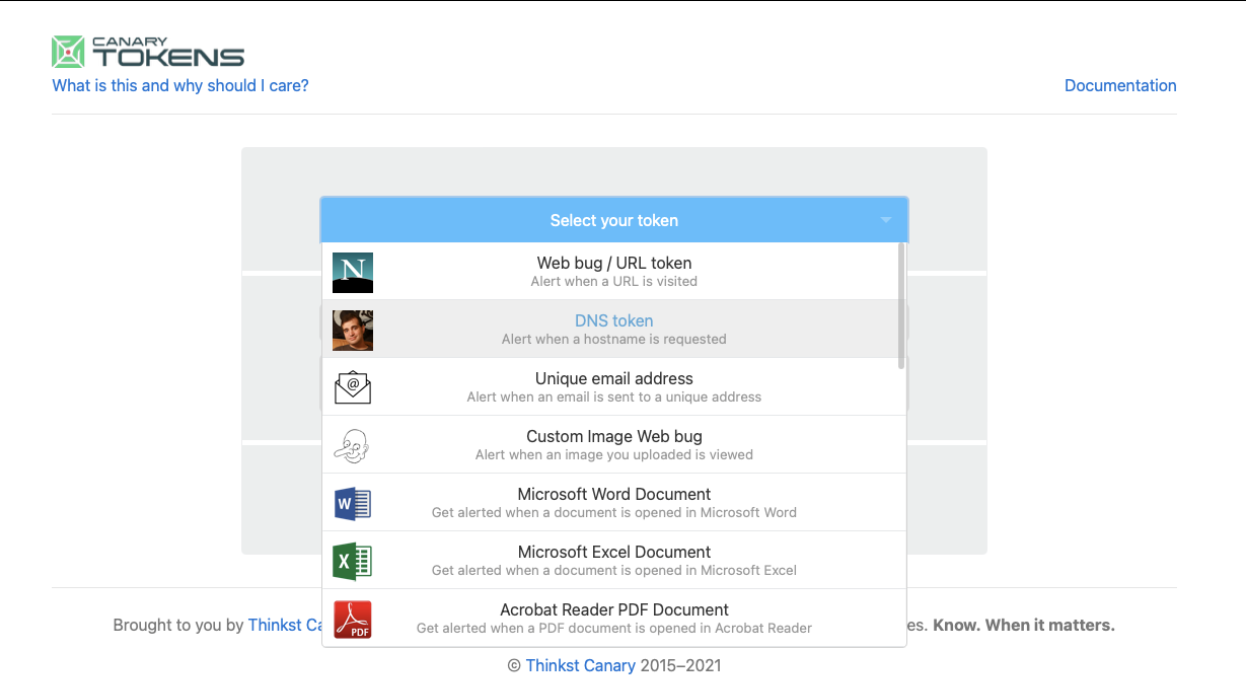 CANARY
TOKENS
What is this and why should I care?
Documentation
Select your token
N
Web bug / URL token
Alert when a URL is visited
DNS token
Alert when a hostname is requested
@
Unique email address
Alert when an email is sent to a unique address
Custom Image Web bug
Alert when an image you uploaded is viewed
W
Microsoft Word Document
Get alerted when a document is opened in Microsoft Word
X
Microsoft Excel Document
Get alerted when a document is opened in Microsoft Excel
PDF
Acrobat Reader PDF Document
Get alerted when a PDF document is opened in Acrobat Reader
Brought to you by Thinkst Ca
es. Know. When it matters.
© Thinkst Canary 2015–2021